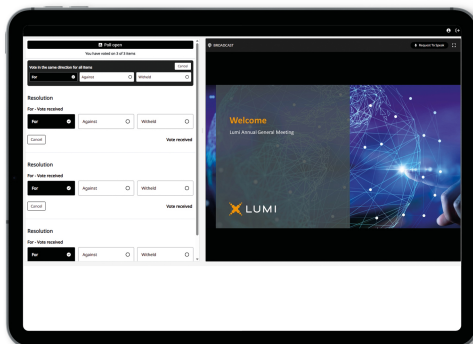 Poll open
You have voted on 3 of 3 items
Vote in the same direction for all items
Cancel
For
Against
Withheld
Resolution
For - Vote received
For
Against
Withheld
Cancel
Vote received
Resolution
For - Vote received
For
Against
Withheld
Cancel
Vote received
Resolution
For - Vote received
For
Against
Withheld
BROADCAST
Request To Speak
Welcome
Lumi Annual General Meeting
LUMI